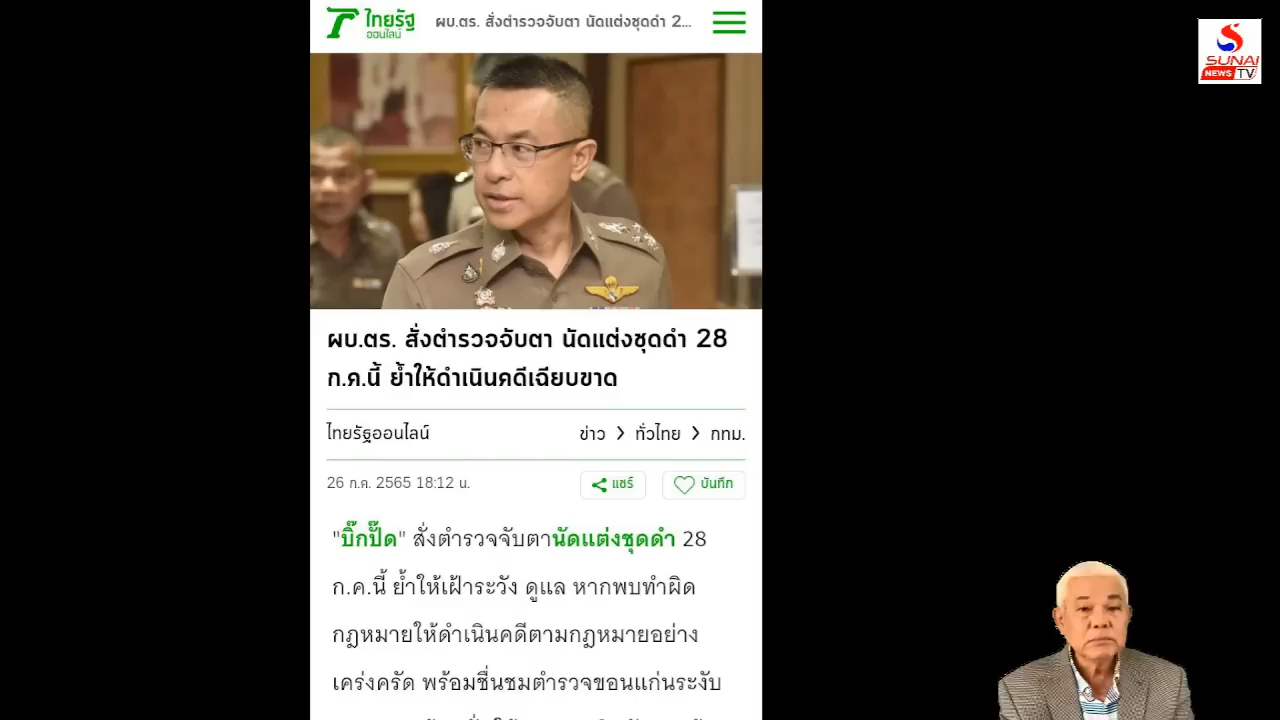 ไทยรัฐ
ออนไลน์
ผบ.ตร. สั่งตำรวจจับตา นัดแต่งชุดดำ 2...
SUNAI
NEWS TV
ผบ.ตร. สั่งตำรวจจับตา นัดแต่งชุดดำ 28
ก.ค.นี้ ย้ำให้ดำเนินคดีเฉียบขาด
ไทยรัฐออนไลน์
ข่าว > ทั่วไทย > กทม.
26 ก.ค. 2565 18:12 น.
แชร์
บันทึก
"บิ๊กปั๊ด" สั่งตำรวจจับตานัดแต่งชุดดำ 28
ก.ค.นี้ ย้ำให้เฝ้าระวัง ดูแล หากพบทำผิด
กฎหมายให้ดำเนินคดีตามกฎหมายอย่าง
เคร่งครัด พร้อมชื่นชมตำรวจขอนแก่นระงับ